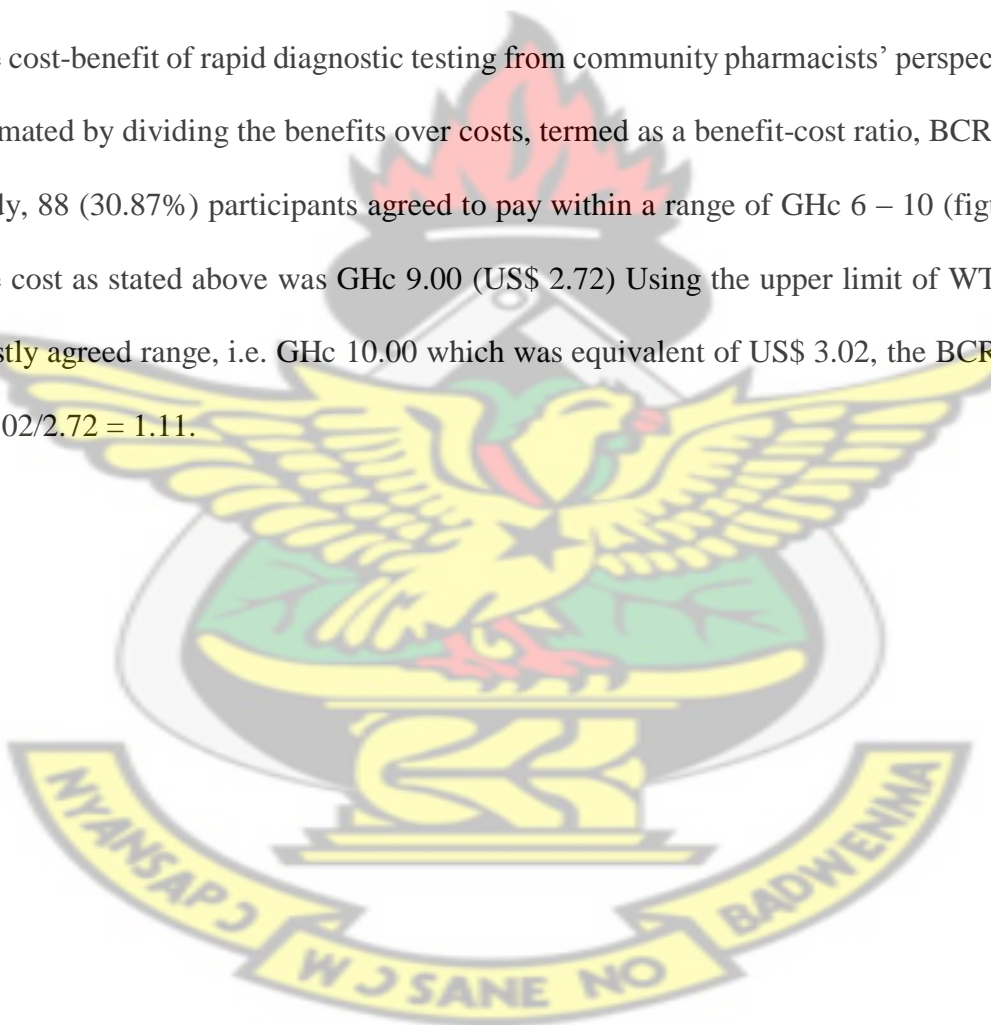 cost-benefit of rapid diagnostic testing from community pharmacists’ perspec
mated by dividing the benefits over costs, termed as a benefit-cost ratio, BCR
ly, 88 (30.87%) participants agreed to pay within a range of GHc 6 – 10 (fig
cost as stated above was GHc 9.00 (US$ 2.72) Using the upper limit of WT
stly agreed range, i.e. GHc 10.00 which was equivalent of US$ 3.02, the BCR
02/2.72 = 1.11.
NYANSAPƆ
WƆSANE NO
BADWENMA